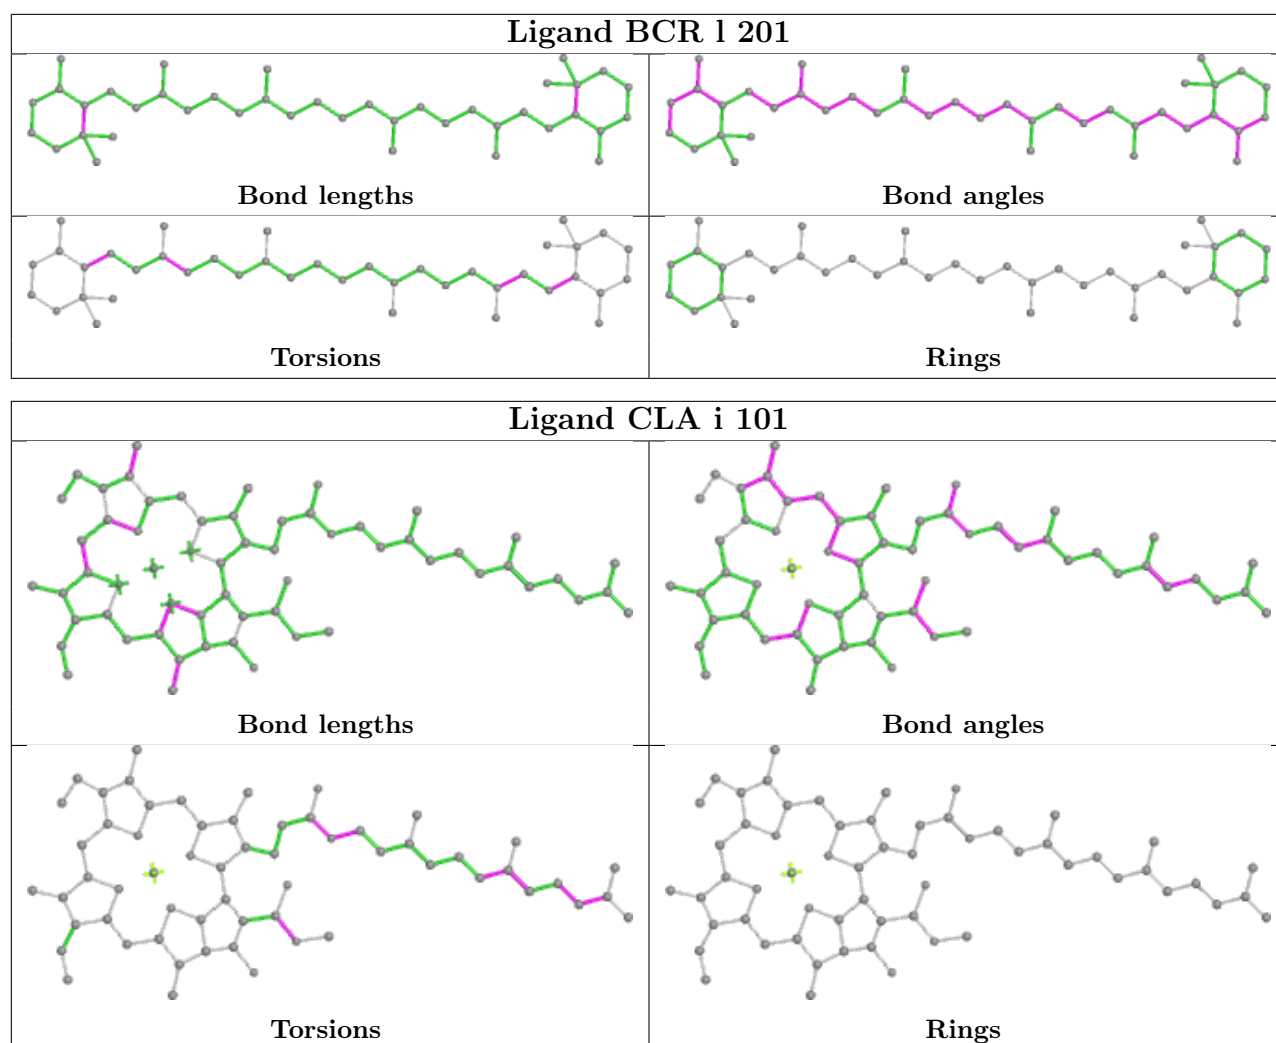 Ligand BCR l 201
Bond lengths
Bond angles
Torsions
Rings
Ligand CLA i 101
Bond lengths
Bond angles
Torsions
Rings